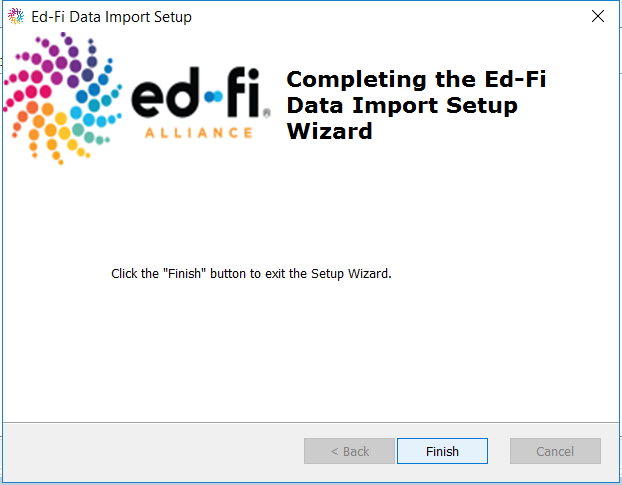 Ed-Fi Data Import Setup
ed-fi®
ALLIANCE
Completing the Ed-Fi
Data Import Setup
Wizard
Click the "Finish" button to exit the Setup Wizard.
< Back
Finish
Cancel